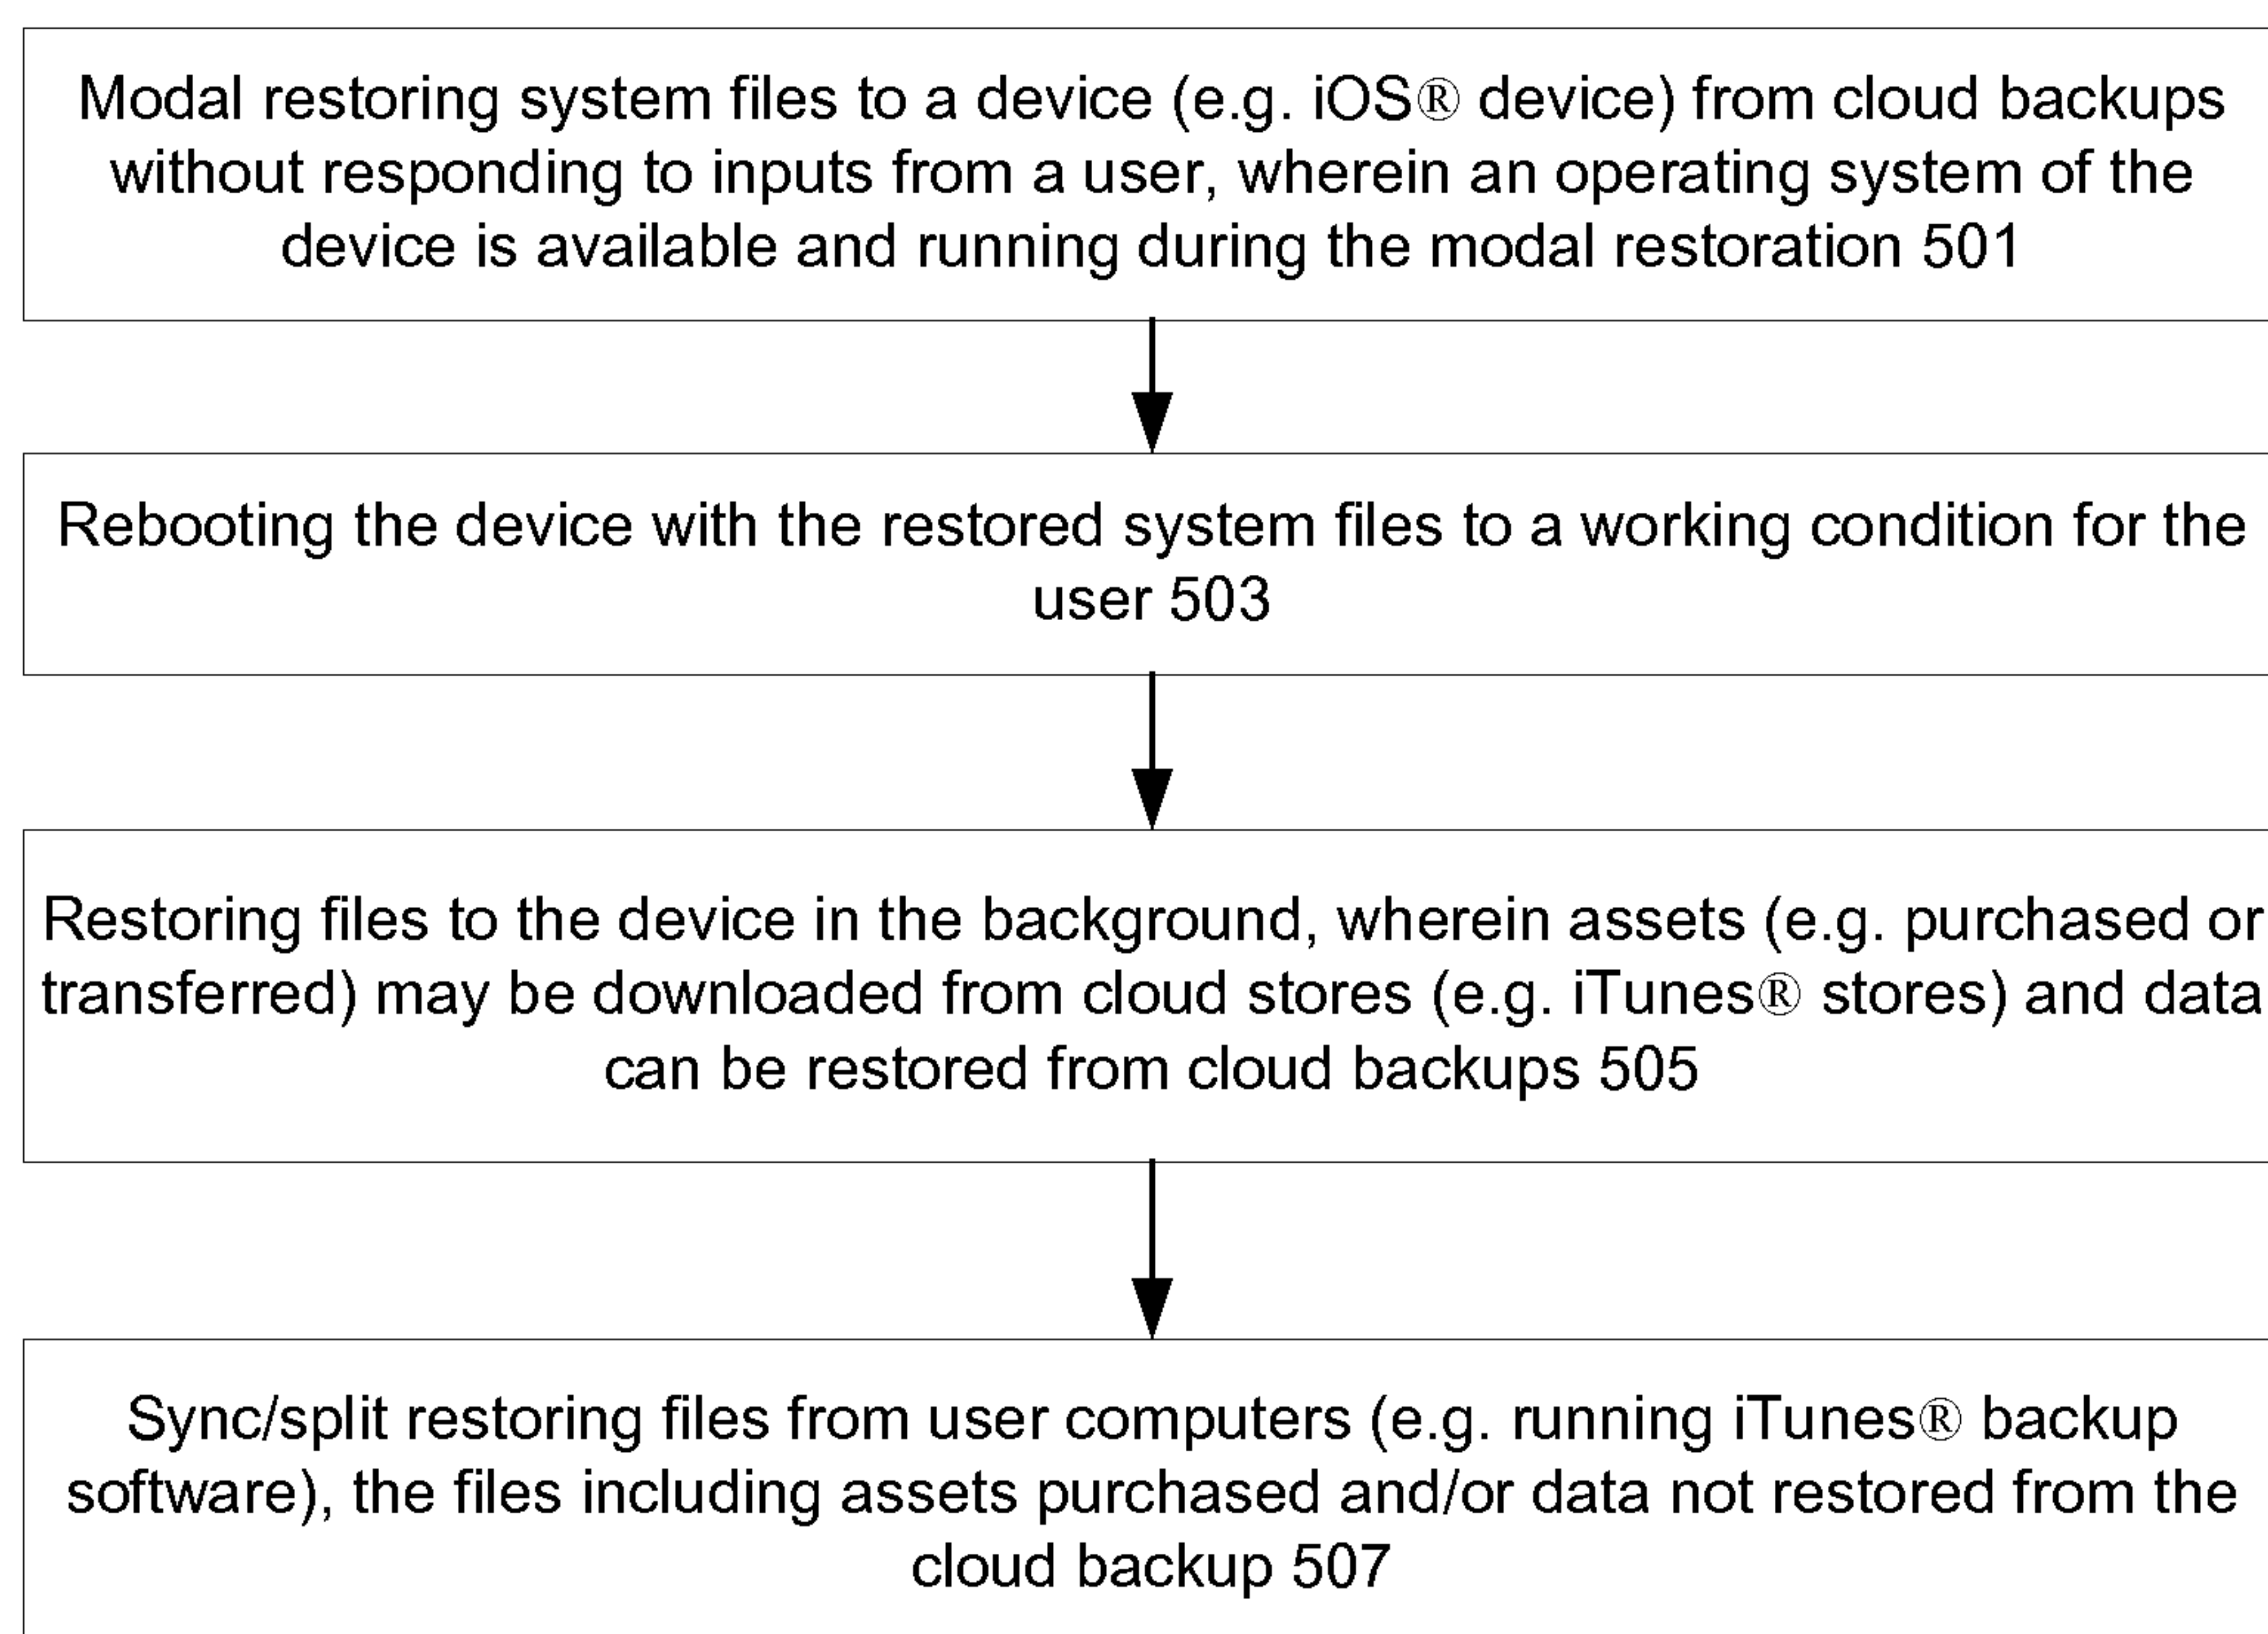 Modal restoring system files to a device (e.g. iOS® device) from cloud backups
without responding to inputs from a user, wherein an operating system of the
device is available and running during the modal restoration 501
Rebooting the device with the restored system files to a working condition for the
user 503
Restoring files to the device in the background, wherein assets (e.g. purchased or
transferred) may be downloaded from cloud stores (e.g. iTunes® stores) and data
can be restored from cloud backups 505
Sync/split restoring files from user computers (e.g. running iTunes® backup
software), the files including assets purchased and/or data not restored from the
cloud backup 507